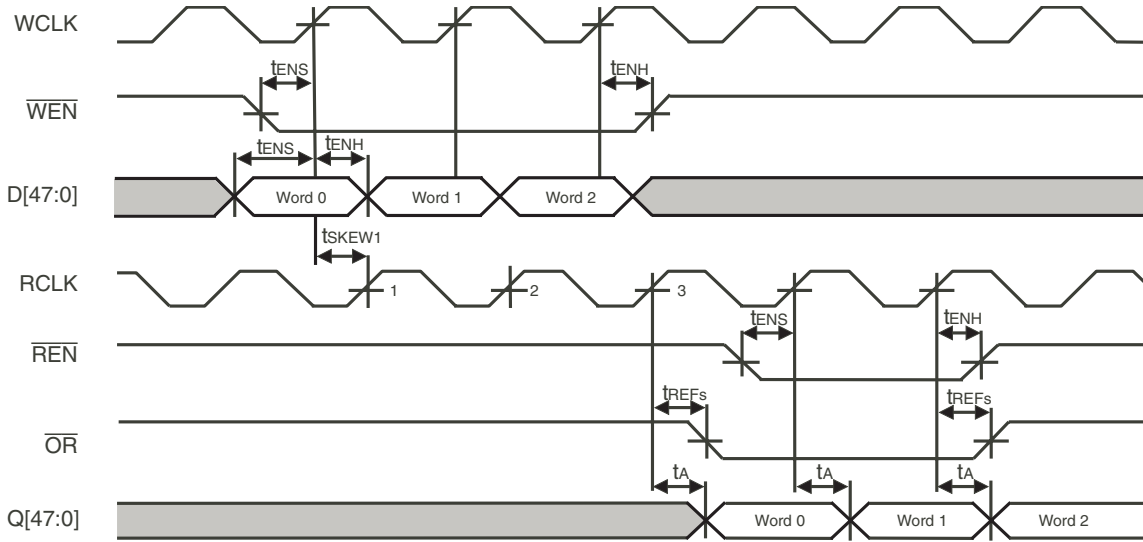 WCLK
tENS
tENH
WEN
tENS
tENH
D[47:0]
Word 0
Word 1
Word 2
tSKEW1
RCLK
1
2
3
tENS
tENH
REN
tREFs
tREFs
OR
tA
tA
tA
Q[47:0]
Word 0
Word 1
Word 2